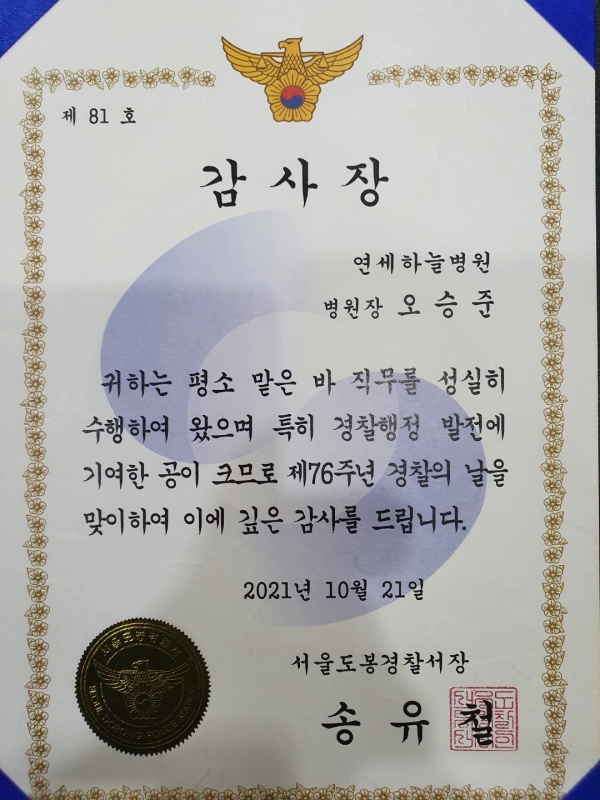 제 81 호
감 사 장
연세하늘병원
병원장 오 승 준
귀하는 평소 맡은 바 직무를 성실히
수행하여 왔으며 특히 경찰행정 발전에
기여한 공이 크므로 제76주년 경찰의 날을
맞이하여 이에 깊은 감사를 드립니다.
2021년 10월 21일
서울도봉경찰서장
송 유 철